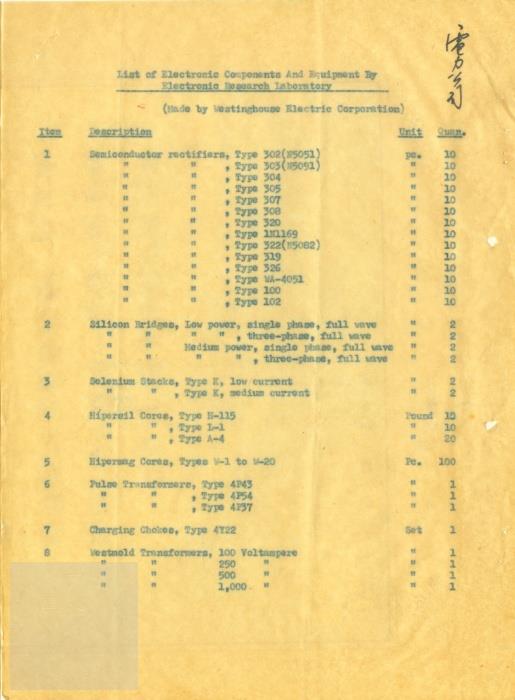 電力公司
List of Electronic Components And Equipment By
Electronic Research Laboratory
(Made by Westinghouse Electric Corporation)
Item Description Unit Quan.
1 Semiconductor rectifiers, Type 302(N5051) pc. 10
" " , Type 303(N5091) " 10
" " , Type 304 " 10
" " , Type 305 " 10
" " , Type 307 " 10
" " , Type 308 " 10
" " , Type 320 " 10
" " , Type 1N1169 " 10
" " , Type 322(N5082) " 10
" " , Type 319 " 10
" " , Type 326 " 10
" " , Type WA-4051 " 10
" " , Type 100 " 10
" " , Type 102 " 10
2 Silicon Bridges, Low power, single phase, full wave " 2
" " " " , three-phase, full wave " 2
" " Medium power, single phase, full wave " 2
" " " " , three-phase, full wave " 2
3 Selenium Stacks, Type K, low current " 2
" " , Type K, medium current " 2
4 Hipersil Cores, Type H-115 Pound 10
" " , Type L-1 " 10
" " , Type A-4 " 20
5 Hipermag Cores, Types W-1 to W-20 Pc. 100
6 Pulse Transformers, Type 4P43 " 1
" " , Type 4P54 " 1
" " , Type 4P37 " 1
7 Charging Chokes, Type 4Y22 Set 1
8 Westmold Transformers, 100 Voltampere " 1
" " 250 " " 1
" " 500 " " 1
" " 1,000 " " 1